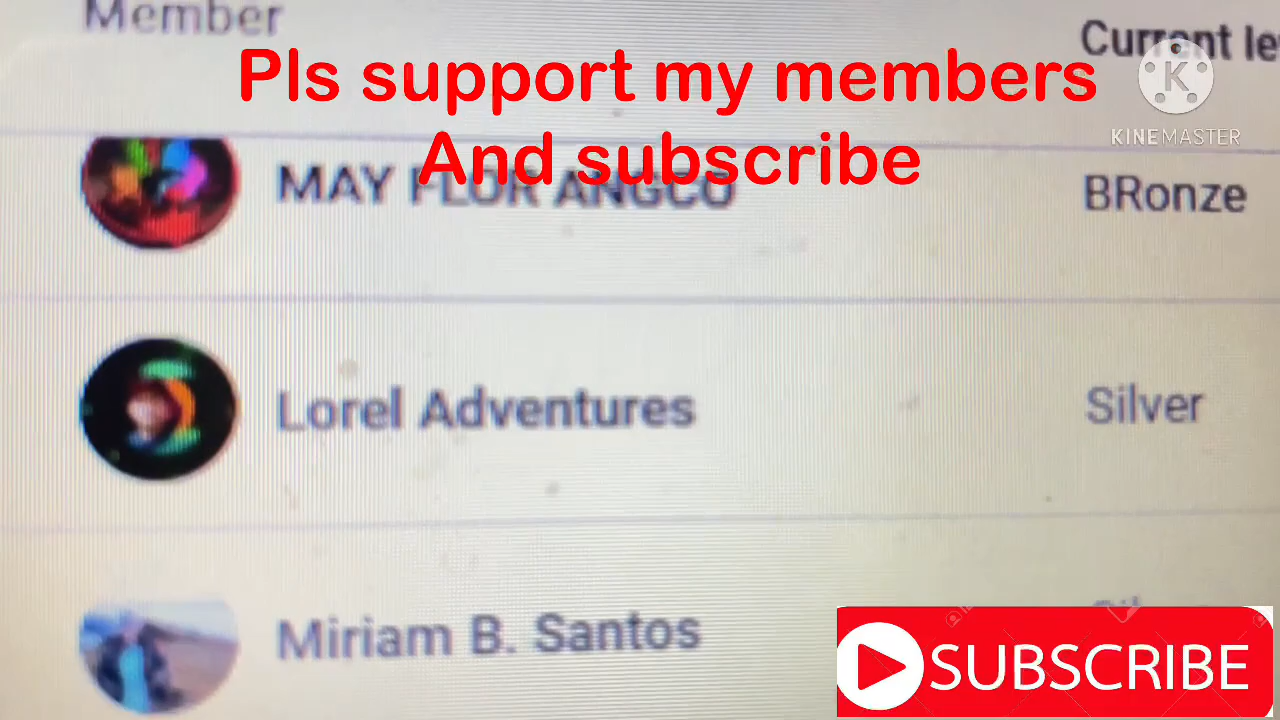 Member
Current le
Pls support my members
KINEMASTER
And subscribe
MAY FLOR ANGCO
BRonze
Lorel Adventures
Silver
Miriam B. Santos
SUBSCRIBE